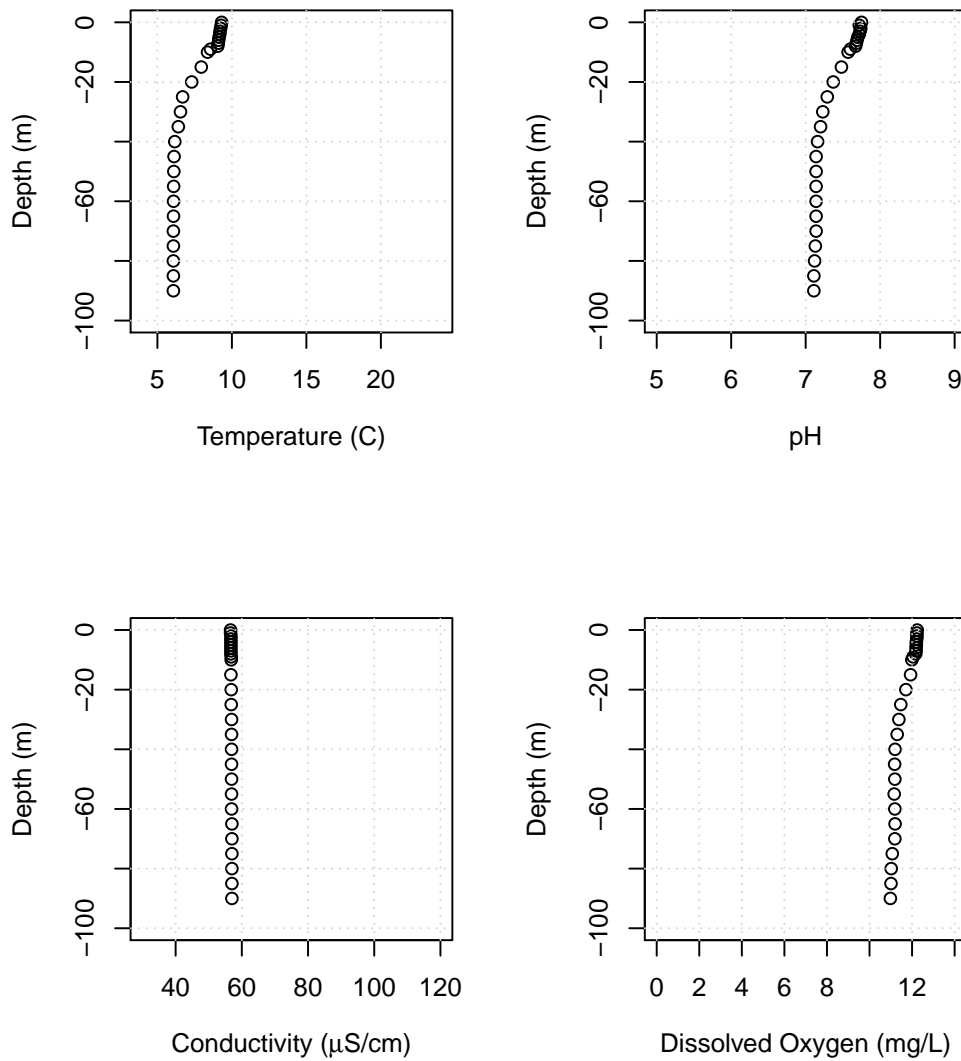 0
−20
−60
−100
Depth (m)
5 10 15 20
Temperature (C)
0
−20
−60
−100
Depth (m)
5 6 7 8 9
pH
0
−20
−60
−100
Depth (m)
40 60 80 100 120
Conductivity (µS/cm)
0
−20
−60
−100
Depth (m)
0 2 4 6 8 12
Dissolved Oxygen (mg/L)